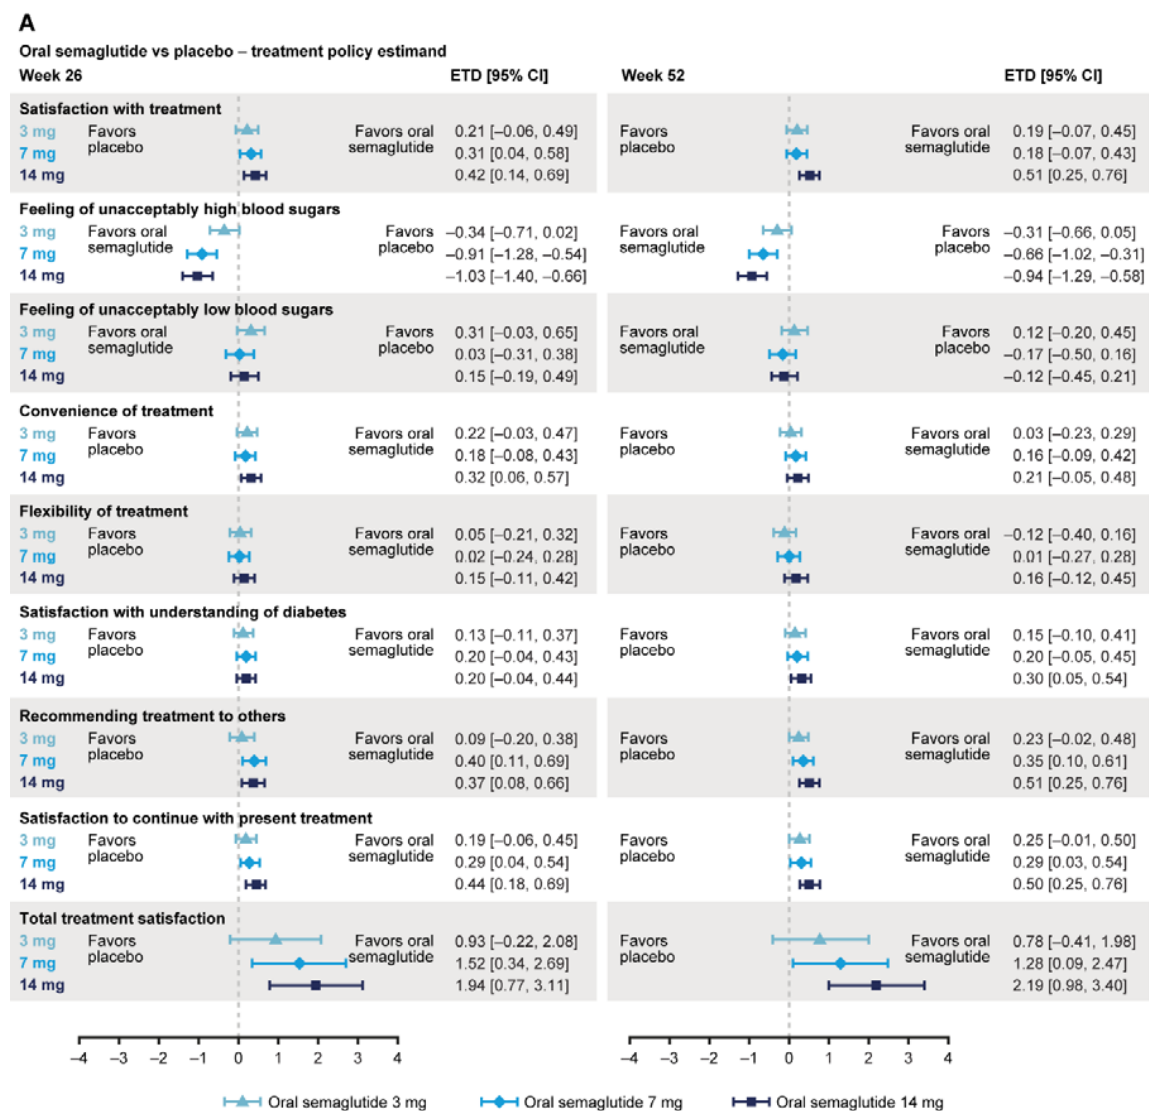 A
Oral semaglutide vs placebo – treatment policy estimand
Week 26 ETD [95% CI] Week 52 ETD [95% CI]
Satisfaction with treatment
3 mg Favors placebo Favors oral semaglutide 0.21 [–0.06, 0.49] Favors placebo Favors oral semaglutide 0.19 [–0.07, 0.45]
7 mg 0.31 [0.04, 0.58] 0.18 [–0.07, 0.43]
14 mg 0.42 [0.14, 0.69] 0.51 [0.25, 0.76]
Feeling of unacceptably high blood sugars
3 mg Favors oral semaglutide Favors placebo –0.34 [–0.71, 0.02] Favors oral semaglutide Favors placebo –0.31 [–0.66, 0.05]
7 mg –0.91 [–1.28, –0.54] –0.66 [–1.02, –0.31]
14 mg –1.03 [–1.40, –0.66] –0.94 [–1.29, –0.58]
Feeling of unacceptably low blood sugars
3 mg Favors oral semaglutide Favors placebo 0.31 [–0.03, 0.65] Favors oral semaglutide Favors placebo 0.12 [–0.20, 0.45]
7 mg 0.03 [–0.31, 0.38] –0.17 [–0.50, 0.16]
14 mg 0.15 [–0.19, 0.49] –0.12 [–0.45, 0.21]
Convenience of treatment
3 mg Favors placebo Favors oral semaglutide 0.22 [–0.03, 0.47] Favors placebo Favors oral semaglutide 0.03 [–0.23, 0.29]
7 mg 0.18 [–0.08, 0.43] 0.16 [–0.09, 0.42]
14 mg 0.32 [0.06, 0.57] 0.21 [–0.05, 0.48]
Flexibility of treatment
3 mg Favors placebo Favors oral semaglutide 0.05 [–0.21, 0.32] Favors placebo Favors oral semaglutide –0.12 [–0.40, 0.16]
7 mg 0.02 [–0.24, 0.28] 0.01 [–0.27, 0.28]
14 mg 0.15 [–0.11, 0.42] 0.16 [–0.12, 0.45]
Satisfaction with understanding of diabetes
3 mg Favors placebo Favors oral semaglutide 0.13 [–0.11, 0.37] Favors placebo Favors oral semaglutide 0.15 [–0.10, 0.41]
7 mg 0.20 [–0.04, 0.43] 0.20 [–0.05, 0.45]
14 mg 0.20 [–0.04, 0.44] 0.30 [0.05, 0.54]
Recommending treatment to others
3 mg Favors placebo Favors oral semaglutide 0.09 [–0.20, 0.38] Favors placebo Favors oral semaglutide 0.23 [–0.02, 0.48]
7 mg 0.40 [0.11, 0.69] 0.35 [0.10, 0.61]
14 mg 0.37 [0.08, 0.66] 0.51 [0.25, 0.76]
Satisfaction to continue with present treatment
3 mg Favors placebo Favors oral semaglutide 0.19 [–0.06, 0.45] Favors placebo Favors oral semaglutide 0.25 [–0.01, 0.50]
7 mg 0.29 [0.04, 0.54] 0.29 [0.03, 0.54]
14 mg 0.44 [0.18, 0.69] 0.50 [0.25, 0.76]
Total treatment satisfaction
3 mg Favors placebo Favors oral semaglutide 0.93 [–0.22, 2.08] Favors placebo Favors oral semaglutide 0.78 [–0.41, 1.98]
7 mg 1.52 [0.34, 2.69] 1.28 [0.09, 2.47]
14 mg 1.94 [0.77, 3.11] 2.19 [0.98, 3.40]
–4 –3 –2 –1 0 1 2 3 4 –4 –3 –2 –1 0 1 2 3 4
Oral semaglutide 3 mg Oral semaglutide 7 mg Oral semaglutide 14 mg